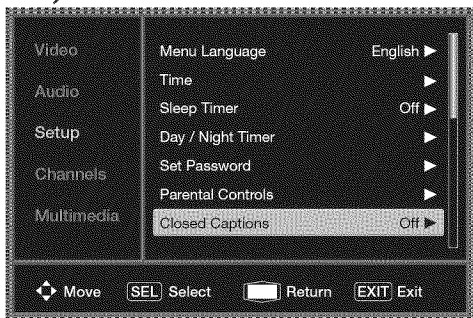 Video
Audio
Setup
Channels
Multimedia
Menu Language English ▶
Time ▶
Sleep Timer Off ▶
Day / Night Timer ▶
Set Password ▶
Parental Controls ▶
Closed Captions Off ▶
Move SEL Select Return EXIT Exit